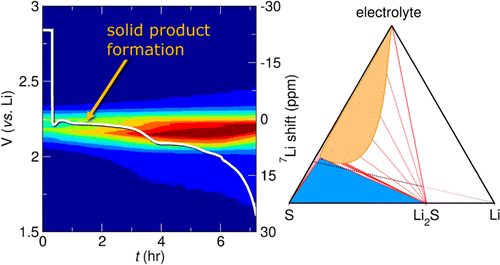 solid product
formation
V (vs. Li)
3
2.5
2
1.5
0 2 4 6
t (hr)
-30
-15
0
15
30
⁷Li shift (ppm)
electrolyte
S
Li₂S
Li